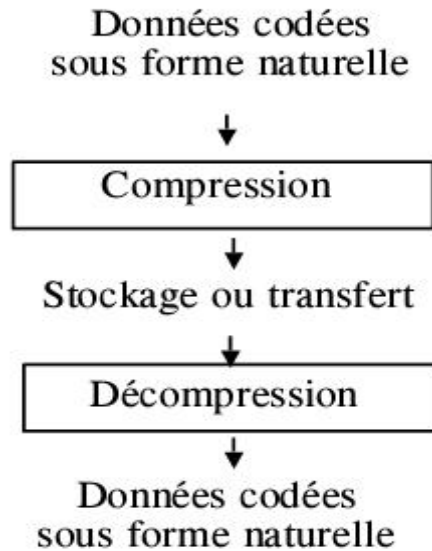 Données codées
sous forme naturelle
Compression
Stockage ou transfert
Décompression
Données codées
sous forme naturelle